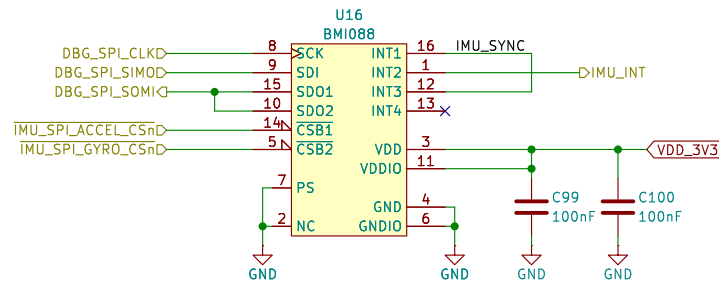 U16
BMI088
DBG_SPI_CLK 8 SCK INT1 16 IMU_SYNC
DBG_SPI_SIMO 9 SDI INT2 1 IMU_INT
DBG_SPI_SOMI 15 SDO1 INT3 12
10 SDO2 INT4 13
IMU_SPI_ACCEL_CSn 14 CSB1
IMU_SPI_GYRO_CSn 5 CSB2 VDD 3 VDD_3V3
VDDIO 11
7 PS
GND 4 C99 C100
2 NC GNDIO 6 100nF 100nF
GND GND GND GND